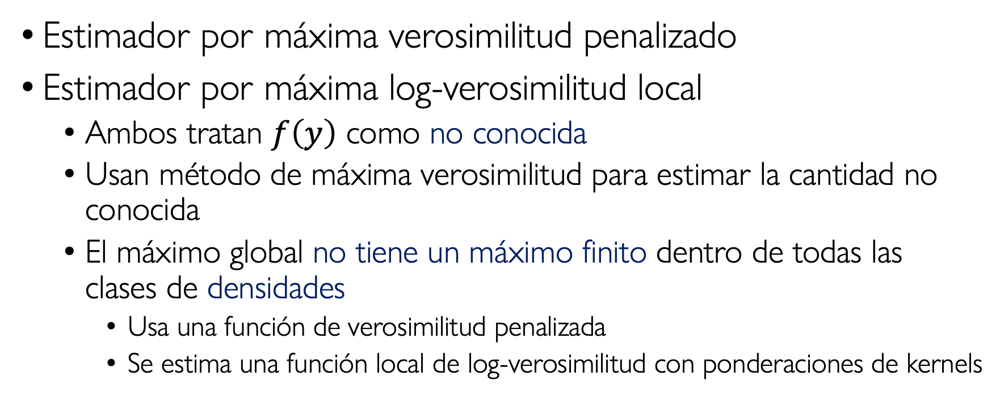 • Estimador por máxima verosimilitud penalizado
• Estimador por máxima log-verosimilitud local
• Ambos tratan f(y) como no conocida
• Usan método de máxima verosimilitud para estimar la cantidad no
conocida
• El máximo global no tiene un máximo finito dentro de todas las
clases de densidades
• Usa una función de verosimilitud penalizada
• Se estima una función local de log-verosimilitud con ponderaciones de kernels